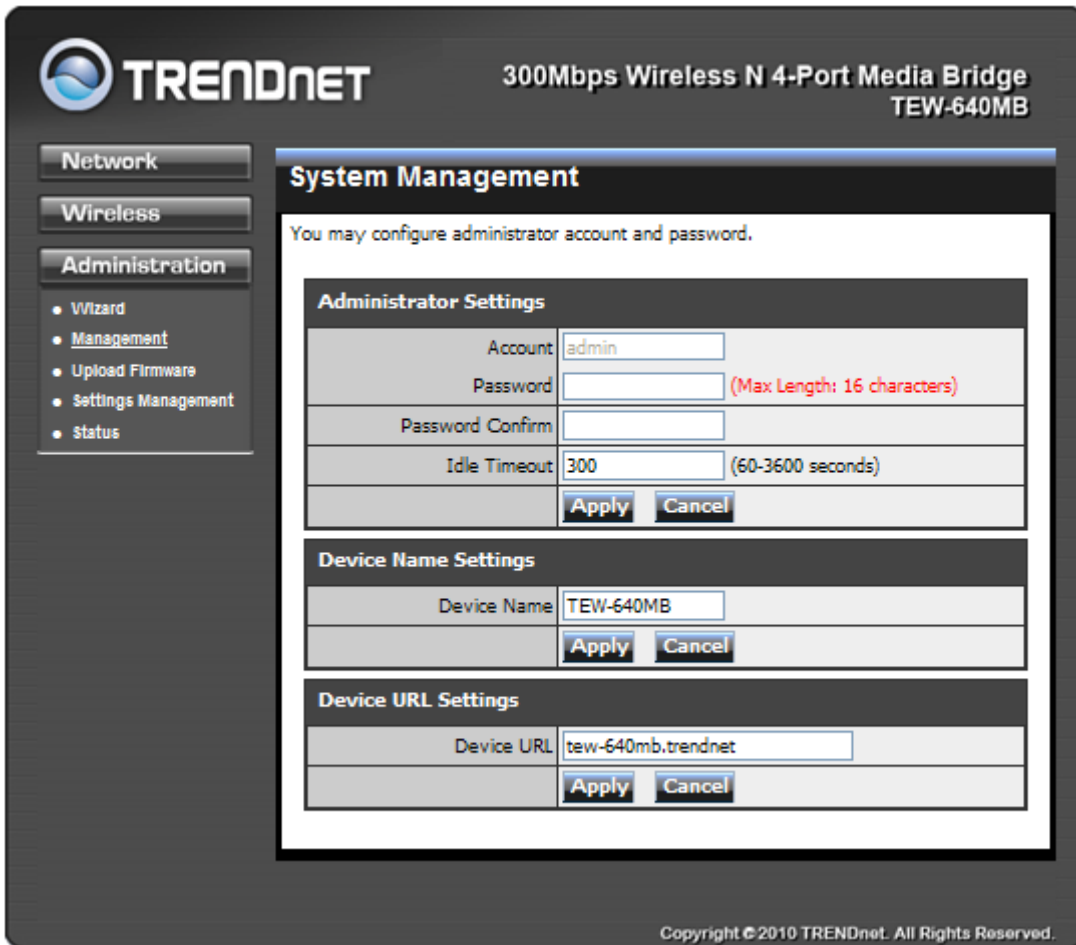 TRENDnet
300Mbps Wireless N 4-Port Media Bridge
TEW-640MB
Network
Wireless
Administration
Wizard
Management
Upload Firmware
Settings Management
Status
System Management
You may configure administrator account and password.
Administrator Settings
Account admin
Password (Max Length: 16 characters)
Password Confirm
Idle Timeout 300 (60-3600 seconds)
Apply Cancel
Device Name Settings
Device Name TEW-640MB
Apply Cancel
Device URL Settings
Device URL tew-640mb.trendnet
Apply Cancel
Copyright © 2010 TRENDnet. All Rights Reserved.